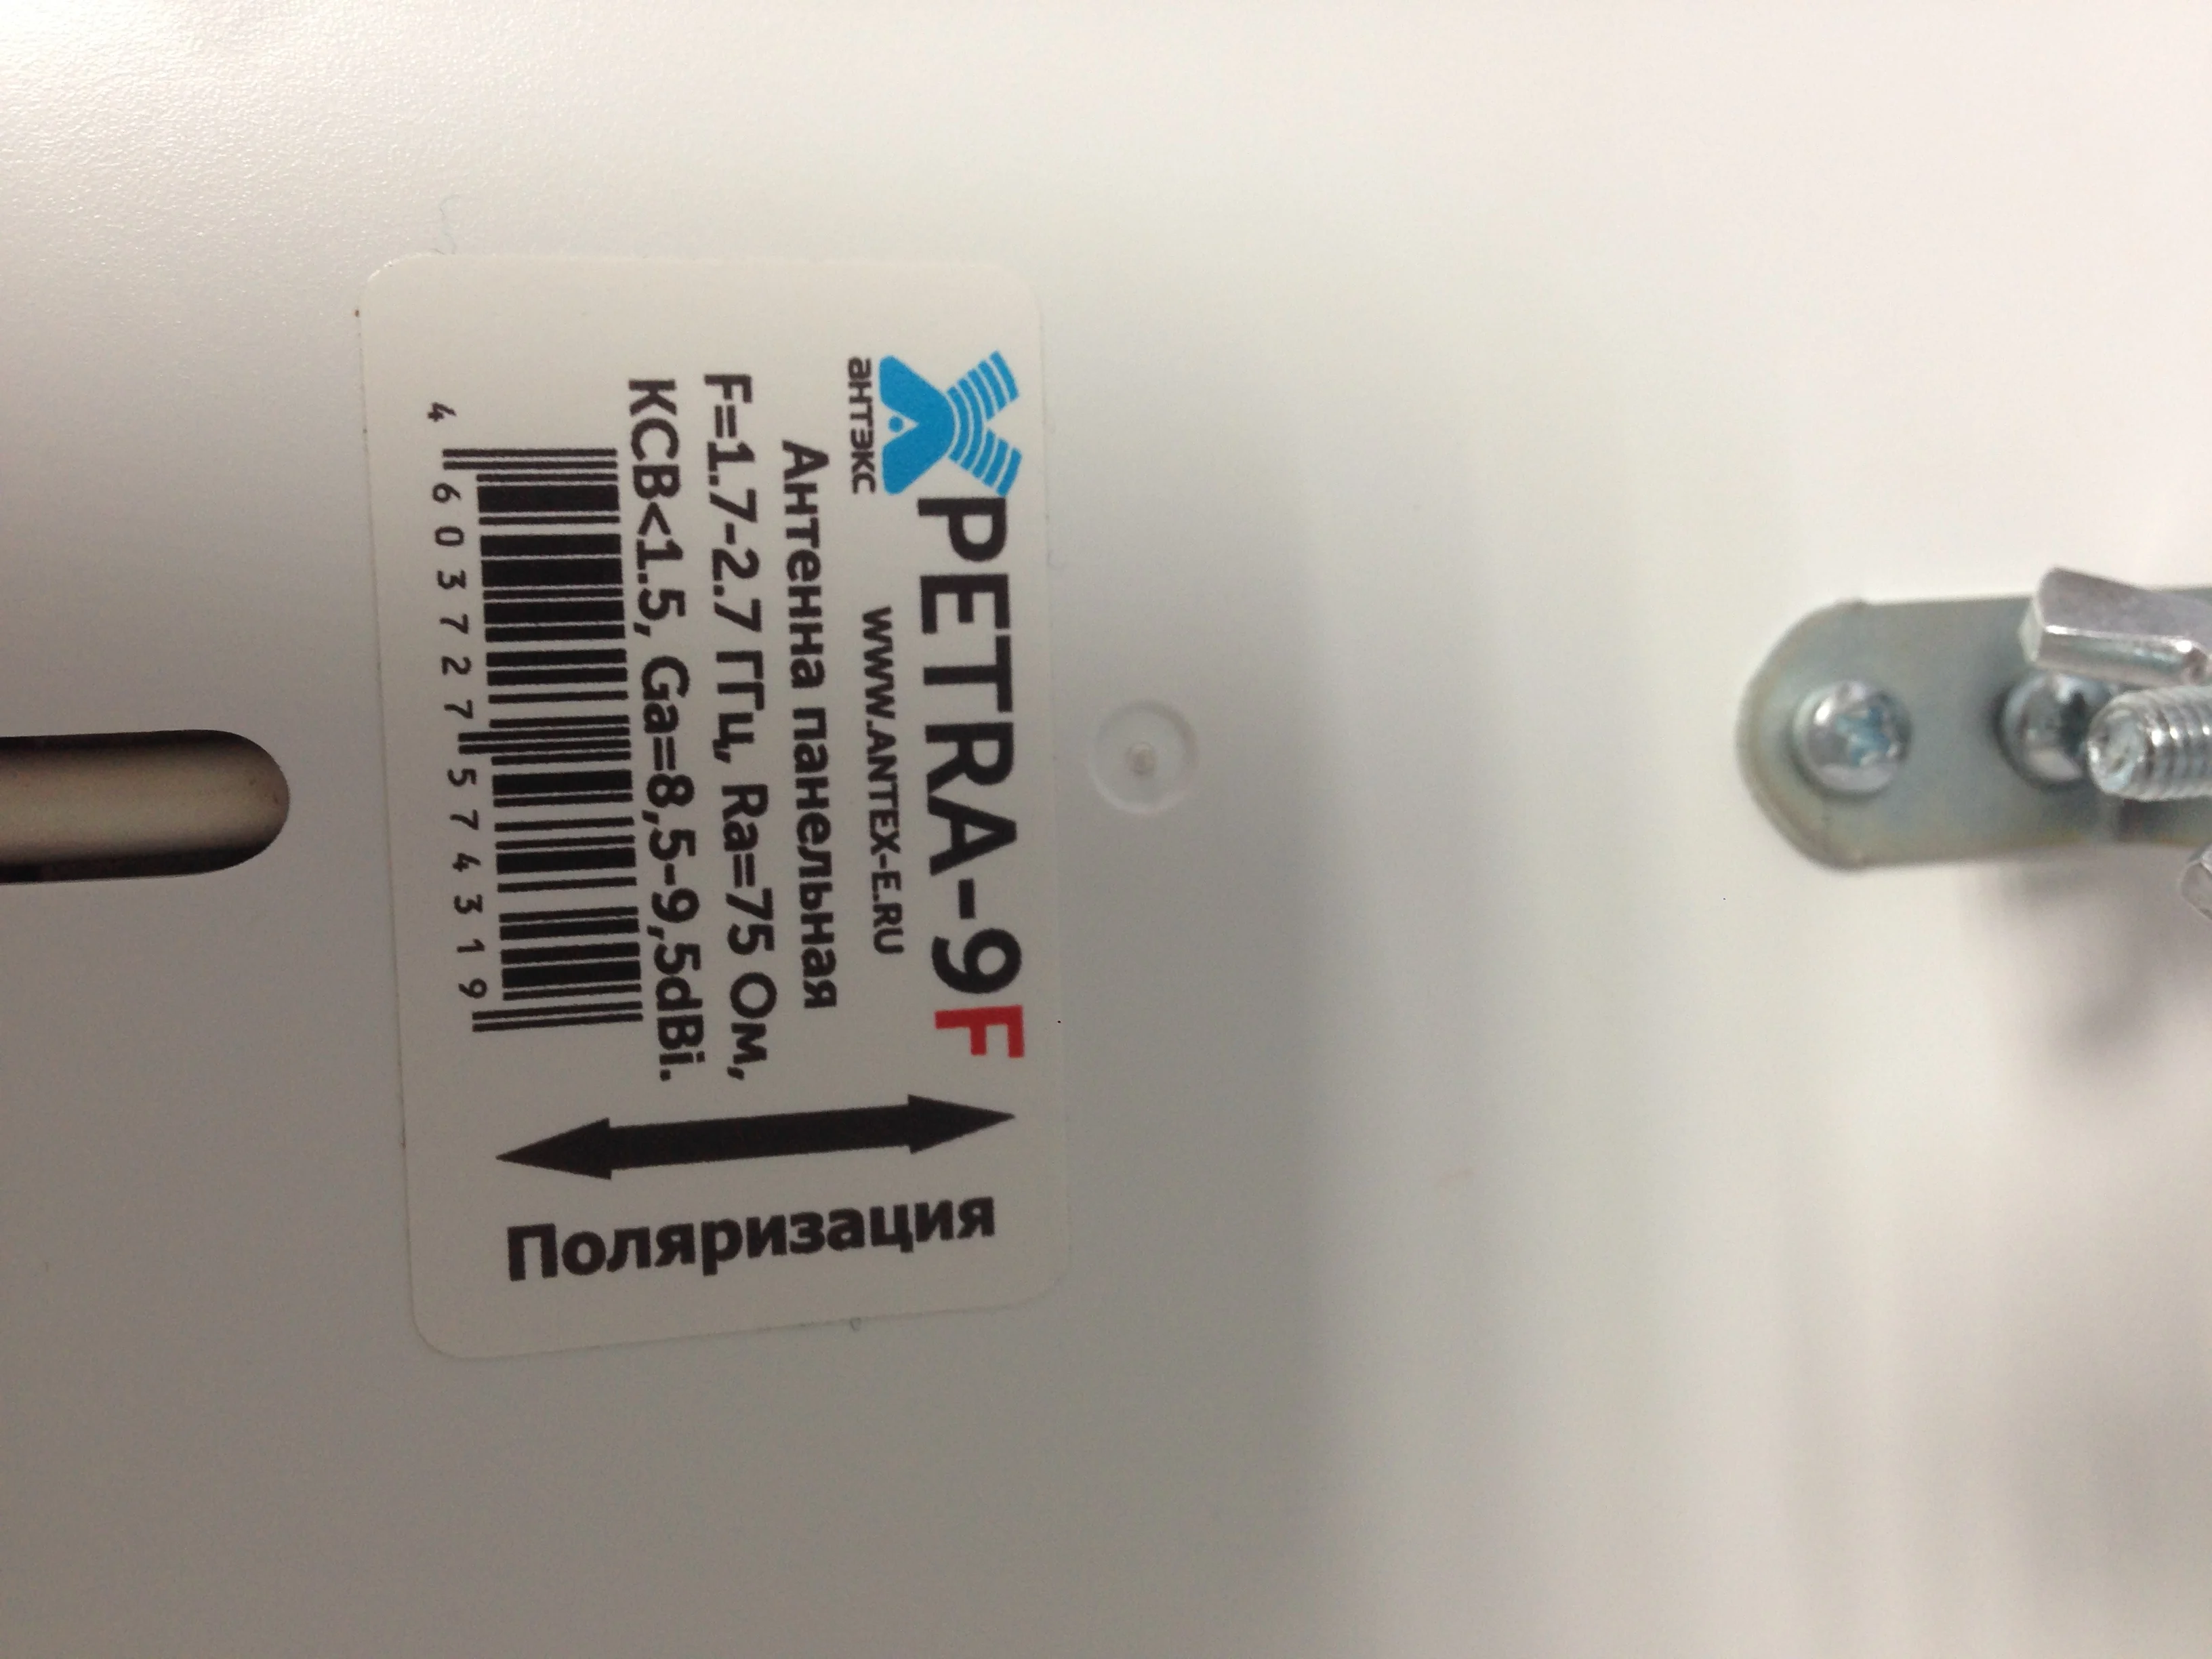 PETRA-9F
антэкс
WWW.ANTEX-E.RU
Антенна панельная
F=1.7-2.7 ГГц, Ra=75 Ом,
КСВ<1.5, Ga=8,5-9,5dBi.
4 603727 574319
Поляризация